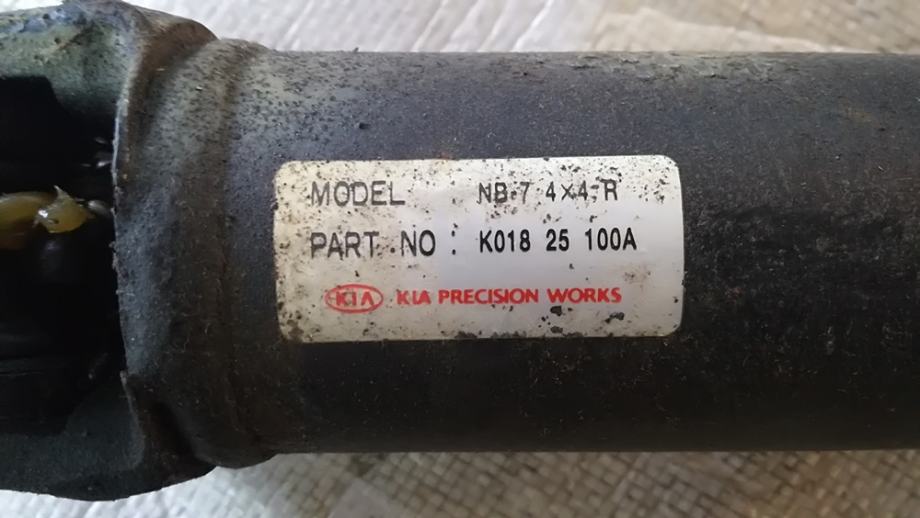 MODEL NB-7 4×4-R
PART NO : K018 25 100A
KIA KIA PRECISION WORKS